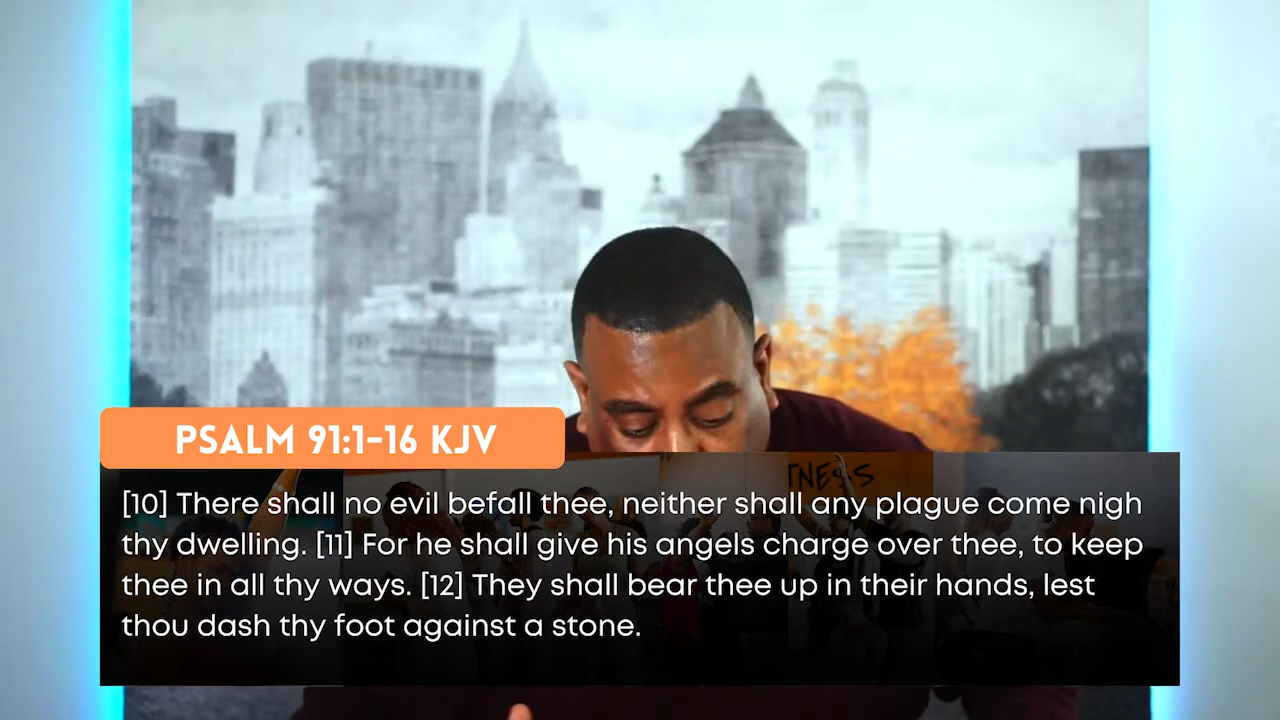 PSALM 91:1-16 KJV
TNESS
[10] There shall no evil befall thee, neither shall any plague come nigh
thy dwelling. [11] For he shall give his angels charge over thee, to keep
thee in all thy ways. [12] They shall bear thee up in their hands, lest
thou dash thy foot against a stone.